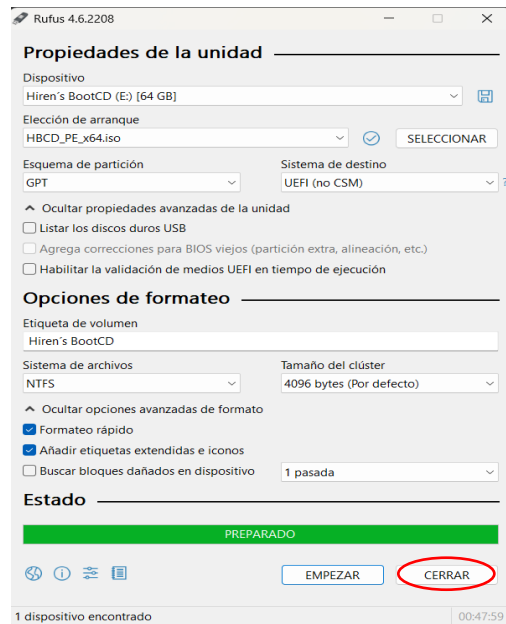 Rufus 4.6.2208
Propiedades de la unidad
Dispositivo
Hiren´s BootCD (E:) [64 GB]
Elección de arranque
HBCD_PE_x64.iso
SELECCIONAR
Esquema de partición
Sistema de destino
GPT
UEFI (no CSM)
?
Ocultar propiedades avanzadas de la unidad
Listar los discos duros USB
Agrega correcciones para BIOS viejos (partición extra, alineación, etc.)
Habilitar la validación de medios UEFI en tiempo de ejecución
Opciones de formateo
Etiqueta de volumen
Hiren´s BootCD
Sistema de archivos
Tamaño del clúster
NTFS
4096 bytes (Por defecto)
Ocultar opciones avanzadas de formato
Formateo rápido
Añadir etiquetas extendidas e iconos
Buscar bloques dañados en dispositivo
1 pasada
Estado
PREPARADO
EMPEZAR
CERRAR
1 dispositivo encontrado
00:47:59